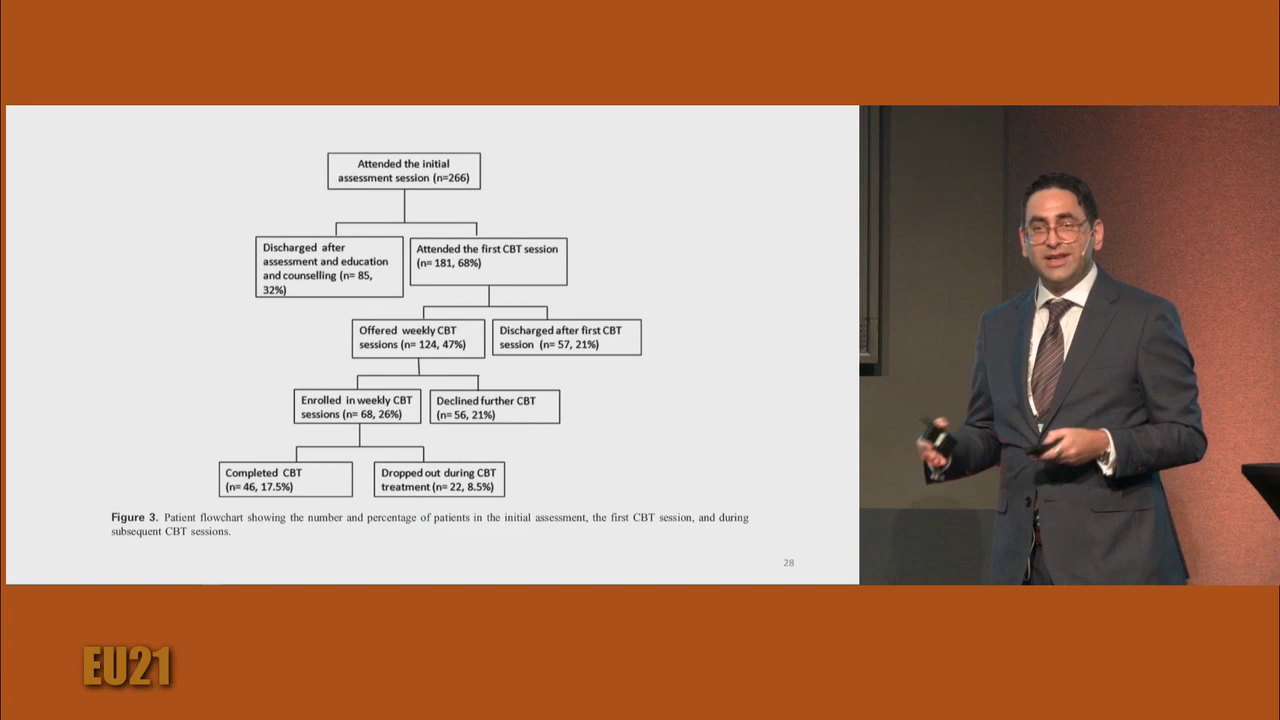 Attended the initial
assessment session (n=266)
Discharged after
assessment and education
and counselling (n= 85,
32%)
Attended the first CBT session
(n= 181, 68%)
Offered weekly CBT
sessions (n= 124, 47%)
Discharged after first CBT
session (n= 57, 21%)
Enrolled in weekly CBT
sessions (n= 68, 26%)
Declined further CBT
(n= 56, 21%)
Completed CBT
(n= 46, 17.5%)
Dropped out during CBT
treatment (n= 22, 8.5%)
Figure 3. Patient flowchart showing the number and percentage of patients in the initial assessment, the first CBT session, and during
subsequent CBT sessions.
28
EU21